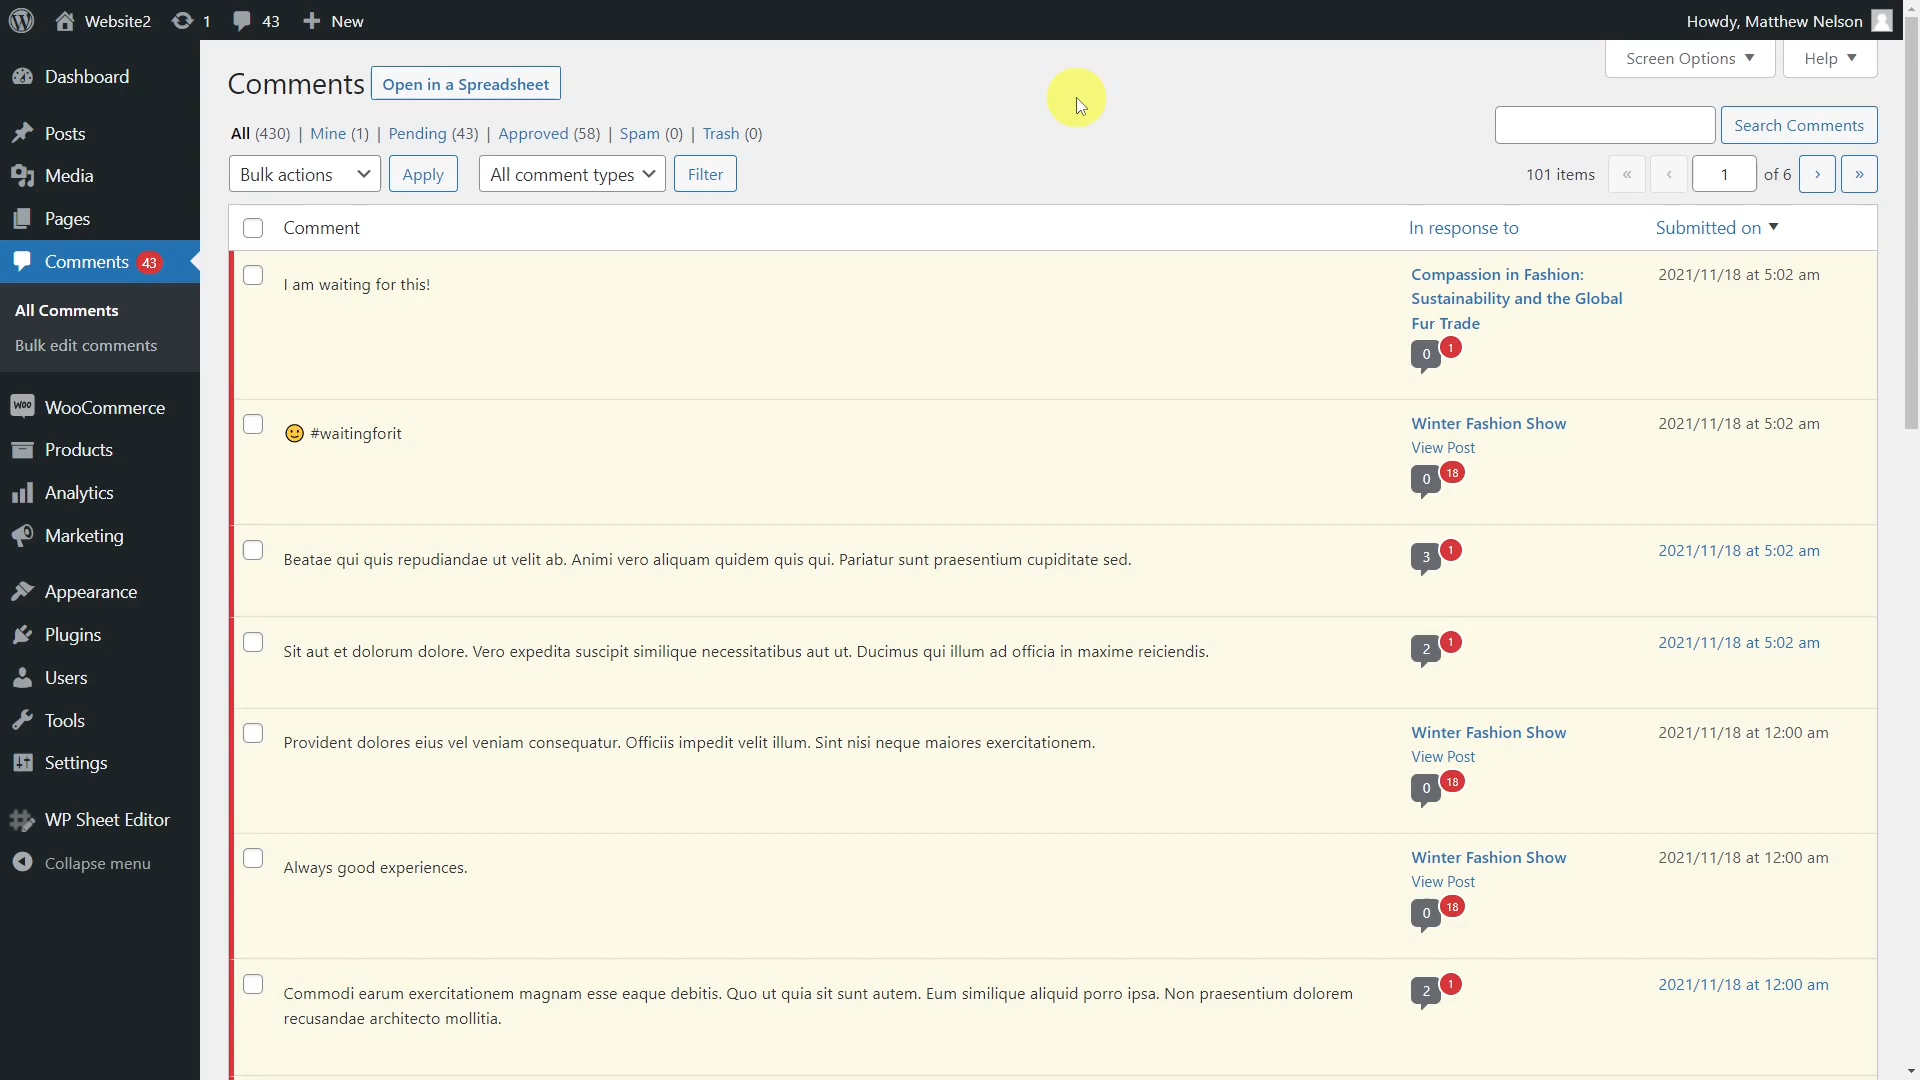 Website2
1
43
New
Howdy, Matthew Nelson
Dashboard
Posts
Media
Pages
Comments 43
All Comments
Bulk edit comments
WOO WooCommerce
Products
Analytics
Marketing
Appearance
Plugins
Users
Tools
Settings
WP Sheet Editor
Collapse menu
Screen Options ▼
Help ▼
Comments Open in a Spreadsheet
All (430) | Mine (1) | Pending (43) | Approved (58) | Spam (0) | Trash (0)
Search Comments
Bulk actions Apply All comment types Filter
101 items « ‹ 1 of 6 › »
Comment In response to Submitted on ▼
I am waiting for this!
Compassion in Fashion:
Sustainability and the Global
Fur Trade
0 1
2021/11/18 at 5:02 am
🙂 #waitingforit
Winter Fashion Show
View Post
0 18
2021/11/18 at 5:02 am
Beatae qui quis repudiandae ut velit ab. Animi vero aliquam quidem quis qui. Pariatur sunt praesentium cupiditate sed.
3 1
2021/11/18 at 5:02 am
Sit aut et dolorum dolore. Vero expedita suscipit similique necessitatibus aut ut. Ducimus qui illum ad officia in maxime reiciendis.
2 1
2021/11/18 at 5:02 am
Provident dolores eius vel veniam consequatur. Officiis impedit velit illum. Sint nisi neque maiores exercitationem.
Winter Fashion Show
View Post
0 18
2021/11/18 at 12:00 am
Always good experiences.
Winter Fashion Show
View Post
0 18
2021/11/18 at 12:00 am
Commodi earum exercitationem magnam esse eaque debitis. Quo ut quia sit sunt autem. Eum similique aliquid porro ipsa. Non praesentium dolorem
recusandae architecto mollitia.
2 1
2021/11/18 at 12:00 am